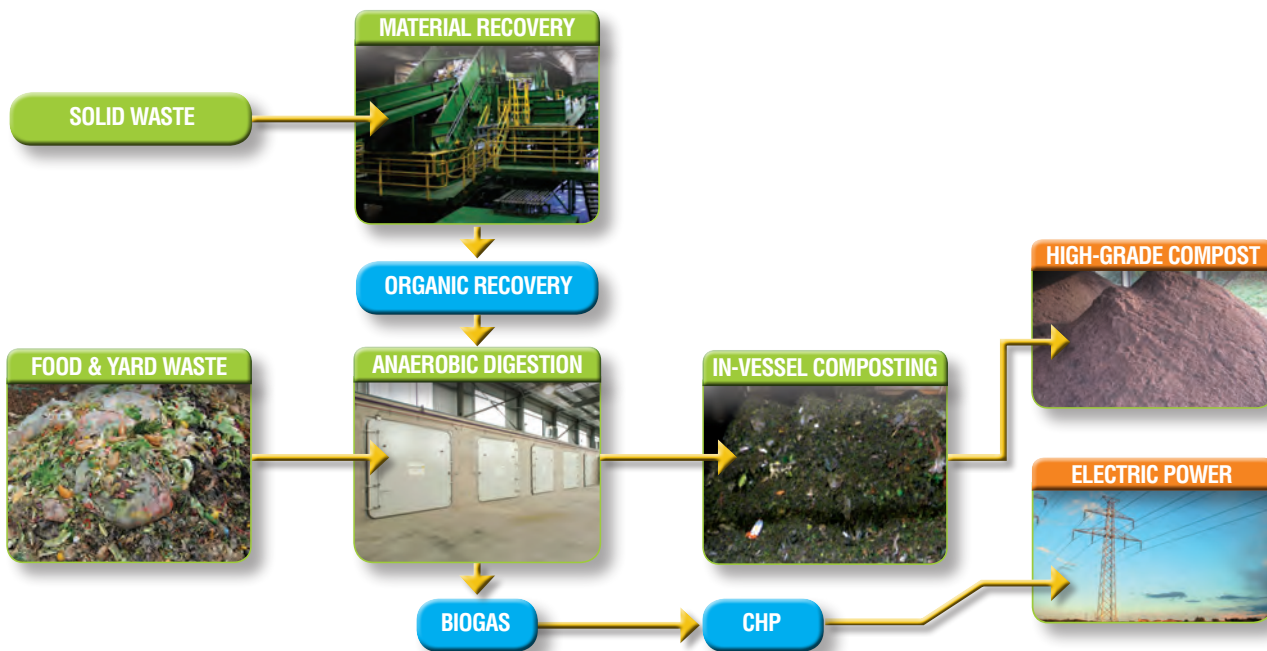 MATERIAL RECOVERY
SOLID WASTE
ORGANIC RECOVERY
HIGH-GRADE COMPOST
FOOD & YARD WASTE
ANAEROBIC DIGESTION
IN-VESSEL COMPOSTING
ELECTRIC POWER
BIOGAS
CHP